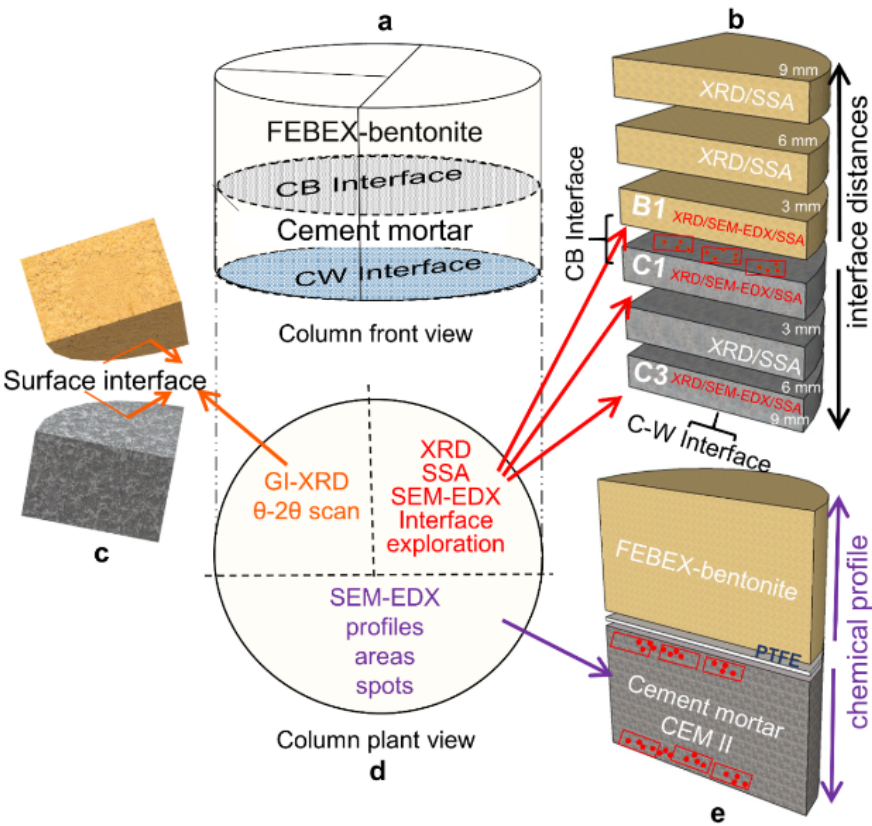 a
FEBEX-bentonite
CB Interface
Cement mortar
CW Interface
Column front view
b
9 mm
XRD/SSA
6 mm
XRD/SSA
3 mm
B1 XRD/SEM-EDX/SSA
CB Interface
C1 XRD/SEM-EDX/SSA
3 mm
XRD/SSA
6 mm
C3 XRD/SEM-EDX/SSA
9 mm
C-W Interface
interface distances
Surface interface
c
GI-XRD
θ-2θ scan
XRD
SSA
SEM-EDX
Interface
exploration
SEM-EDX
profiles
areas
spots
Column plant view
d
FEBEX-bentonite
PTFE
Cement mortar
CEM II
chemical profile
e